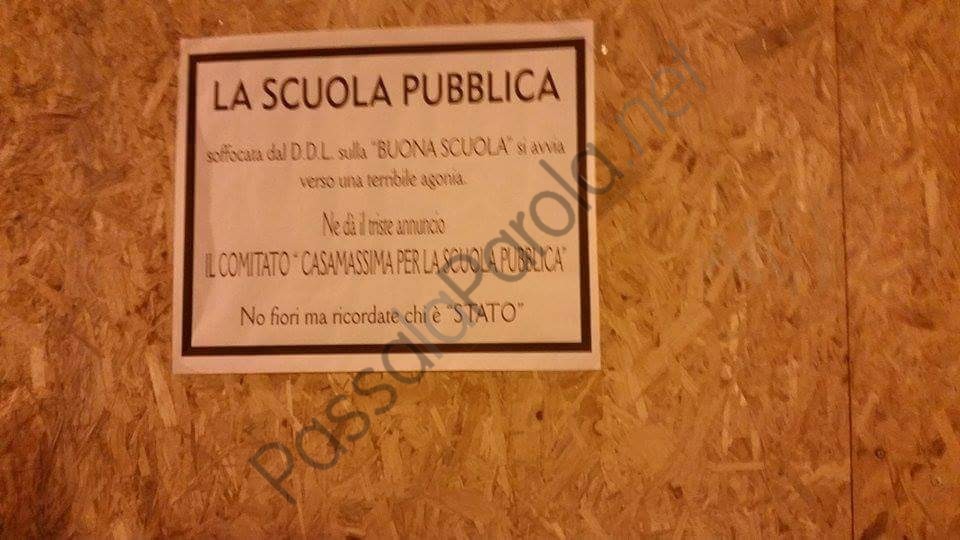 LA SCUOLA PUBBLICA
soffocata dal D.D.L. sulla "BUONA SCUOLA" si avvia
verso una terribile agonia.
Ne dà il triste annuncio
IL COMITATO " CASAMASSIMA PER LA SCUOLA PUBBLICA"
No fiori ma ricordate chi è "STATO"
PassalaParola.net